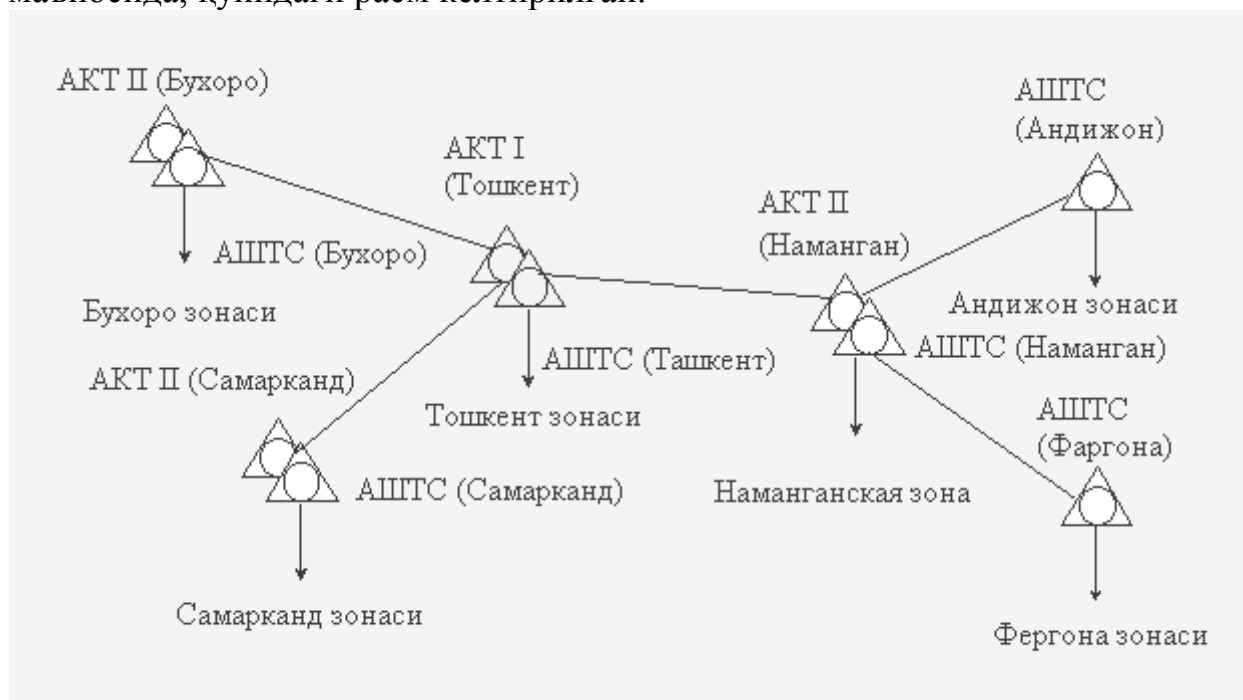 АКТ II (Бухоро)
АШТС
(Андижон)
АКТ I
(Тошкент)
АКТ II
(Наманган)
АШТС (Бухоро)
Бухоро зонаси
Андижон зонаси
АШТС (Наманган)
АШТС (Ташкент)
АКТ II (Самарканд)
Тошкент зонаси
АШТС
(Фаргона)
АШТС (Самарканд)
Наманганская зона
Самарканд зонаси
Фергона зонаси